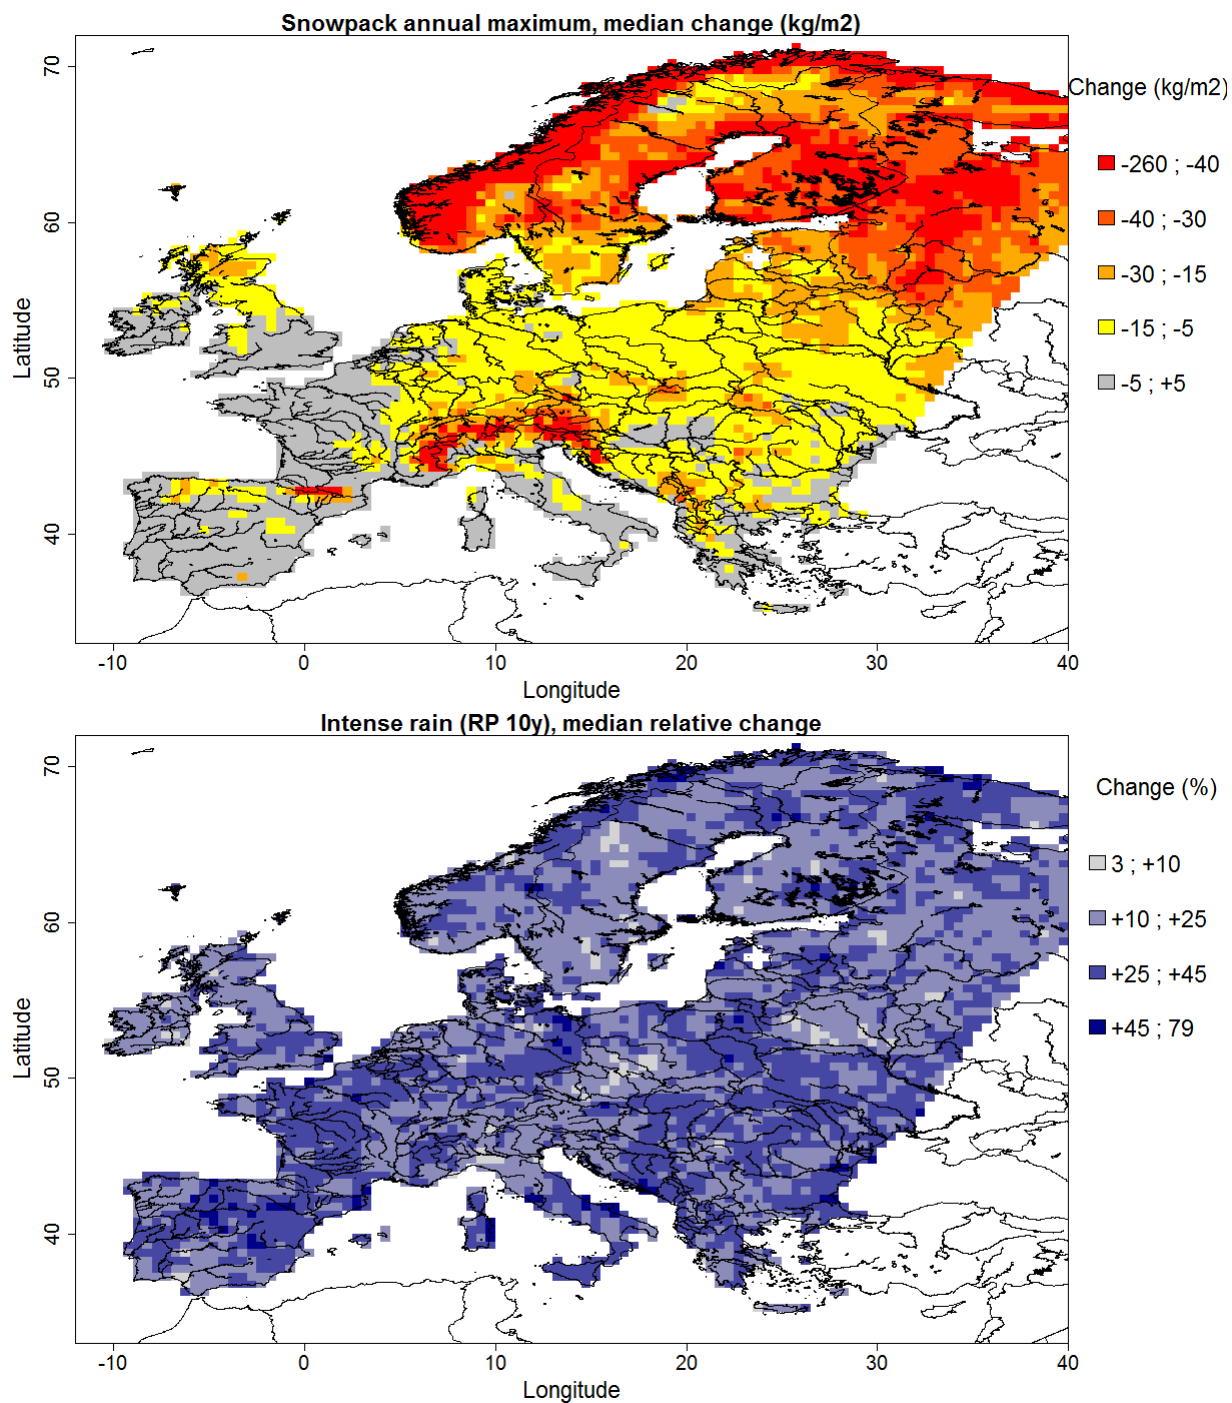 Snowpack annual maximum, median change (kg/m2)
Change (kg/m2)
-260 ; -40
-40 ; -30
-30 ; -15
-15 ; -5
-5 ; +5
70
60
50
40
Latitude
-10 0 10 20 30 40
Longitude
Intense rain (RP 10y), median relative change
Change (%)
3 ; +10
+10 ; +25
+25 ; +45
+45 ; 79
70
60
50
40
Latitude
-10 0 10 20 30 40
Longitude